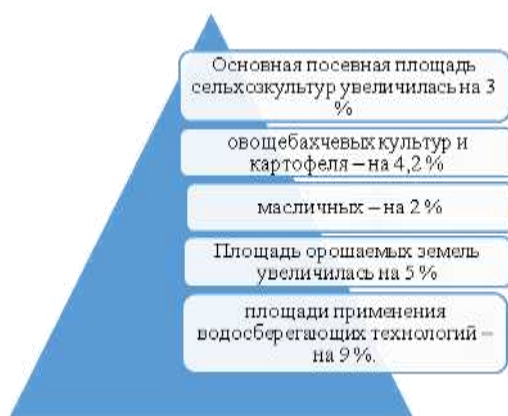 Основная посевная площадь
сельхозкультур увеличилась на 3
%
овощебахчевых культур и
картофеля – на 4,2 %
масличных – на 2 %
Площадь орошаемых земель
увеличилась на 5 %
площади применения
водосберегающих технологий –
на 9 %.